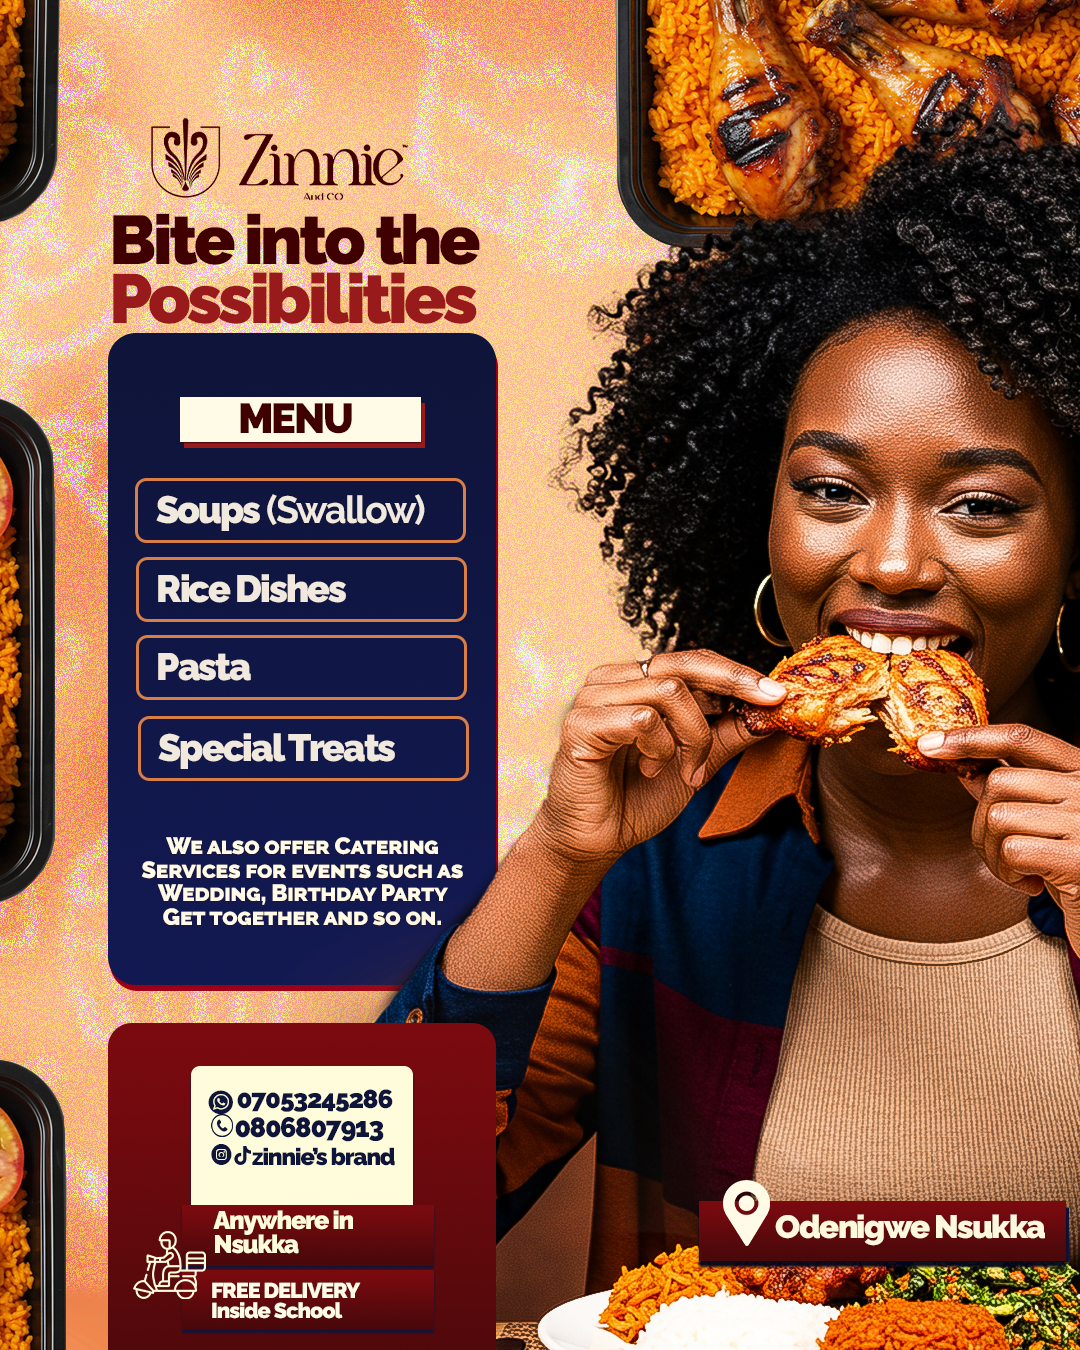 Zinnie™
And CO
Bite into the
Possibilities
MENU
Soups (Swallow)
Rice Dishes
Pasta
Special Treats
WE ALSO OFFER CATERING
SERVICES FOR EVENTS SUCH AS
WEDDING, BIRTHDAY PARTY
GET TOGETHER AND SO ON.
07053245286
0806807913
zinnie's brand
Anywhere in
Nsukka
FREE DELIVERY
Inside School
Odenigwe Nsukka